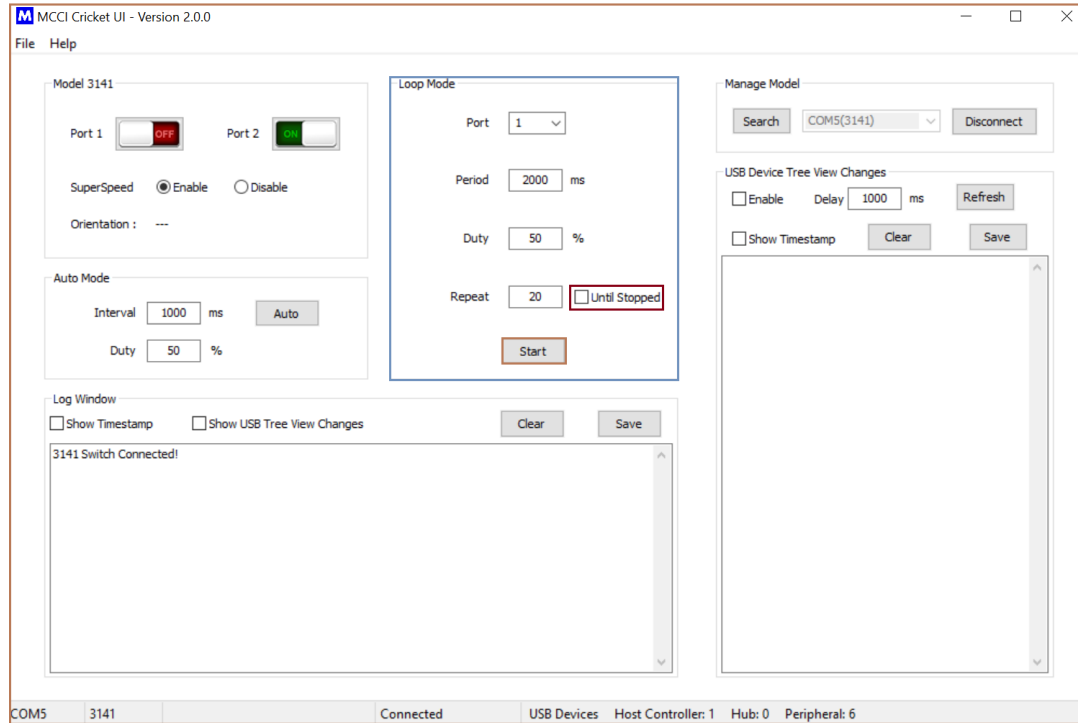 M MCCI Cricket UI - Version 2.0.0
File Help
Model 3141
Port 1 OFF Port 2 ON
SuperSpeed Enable Disable
Orientation : ---
Auto Mode
Interval 1000 ms Auto
Duty 50 %
Loop Mode
Port 1
Period 2000 ms
Duty 50 %
Repeat 20 Until Stopped
Start
Manage Model
Search COM5(3141) Disconnect
USB Device Tree View Changes
Enable Delay 1000 ms Refresh
Show Timestamp Clear Save
Log Window
Show Timestamp Show USB Tree View Changes Clear Save
3141 Switch Connected!
COM5 3141 Connected USB Devices Host Controller: 1 Hub: 0 Peripheral: 6